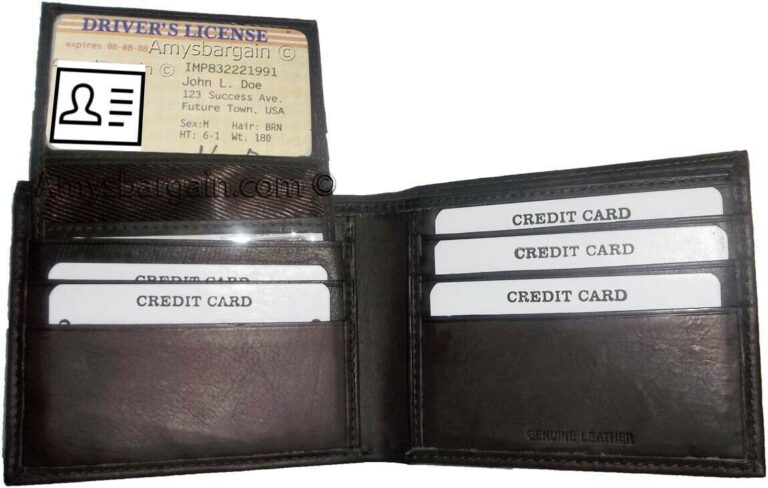 DRIVER'S LICENSE
expires 08-08-88
Amysbargain ©
Amysbargain ©
IMP832221991
John L. Doe
123 Success Ave.
Future Town. USA
Sex:M Hair: BRN
HT: 6-1 Wt. 180
Amysbargain.com ©
CREDIT CARD
CREDIT CARD
CREDIT CARD
CREDIT CARD
CREDIT CARD
GENUINE LEATHER